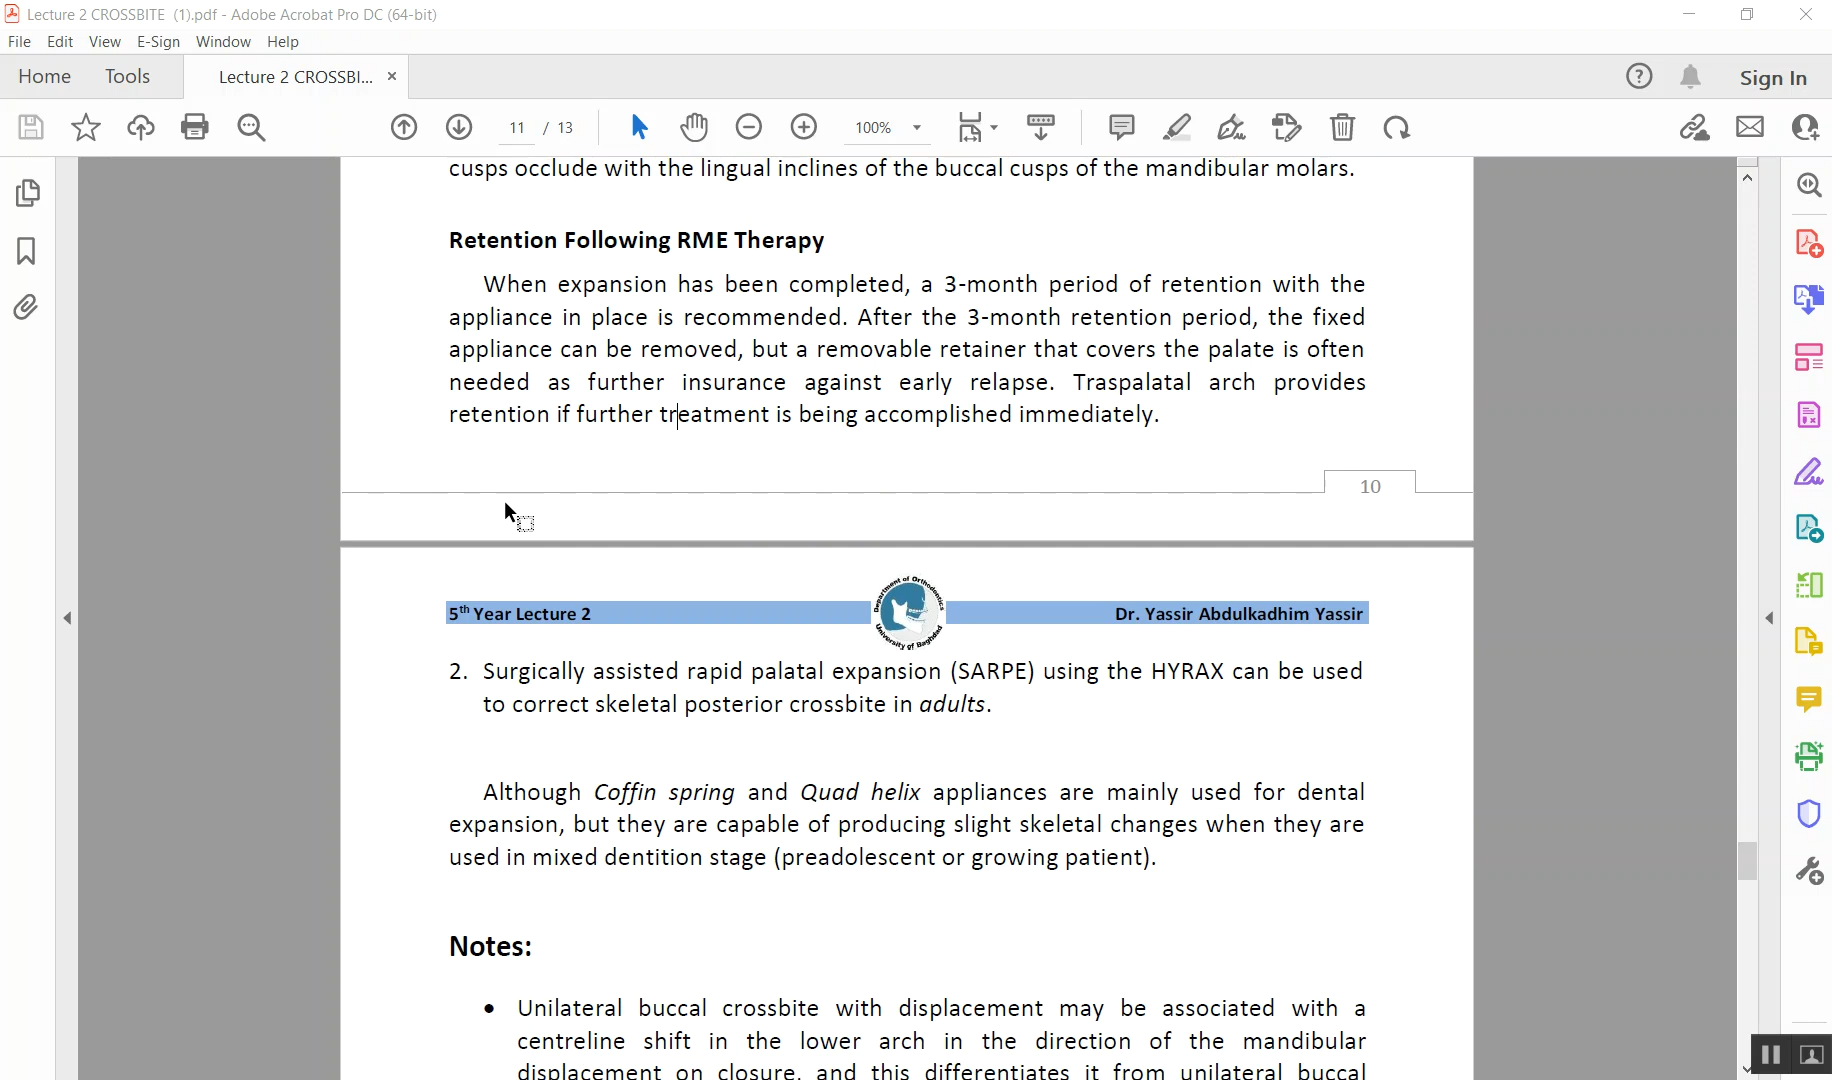 Lecture 2 CROSSBITE (1).pdf - Adobe Acrobat Pro DC (64-bit)
File Edit View E-Sign Window Help
Home Tools Lecture 2 CROSSBI... × Sign In
11 / 13 100%
cusps occlude with the lingual inclines of the buccal cusps of the mandibular molars.
Retention Following RME Therapy
When expansion has been completed, a 3-month period of retention with the
appliance in place is recommended. After the 3-month retention period, the fixed
appliance can be removed, but a removable retainer that covers the palate is often
needed as further insurance against early relapse. Traspalatal arch provides
retention if further treatment is being accomplished immediately.
10
5th Year Lecture 2
Department of Orthodontics
University of Baghdad
Dr. Yassir Abdulkadhim Yassir
2. Surgically assisted rapid palatal expansion (SARPE) using the HYRAX can be used
to correct skeletal posterior crossbite in adults.
Although Coffin spring and Quad helix appliances are mainly used for dental
expansion, but they are capable of producing slight skeletal changes when they are
used in mixed dentition stage (preadolescent or growing patient).
Notes:
• Unilateral buccal crossbite with displacement may be associated with a
centreline shift in the lower arch in the direction of the mandibular
displacement on closure, and this differentiates it from unilateral buccal